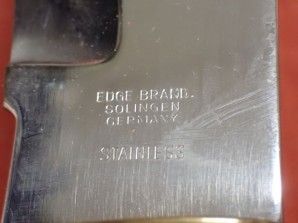 EDGE BRAND.
SOLINGEN
GERMANY
STAINLESS